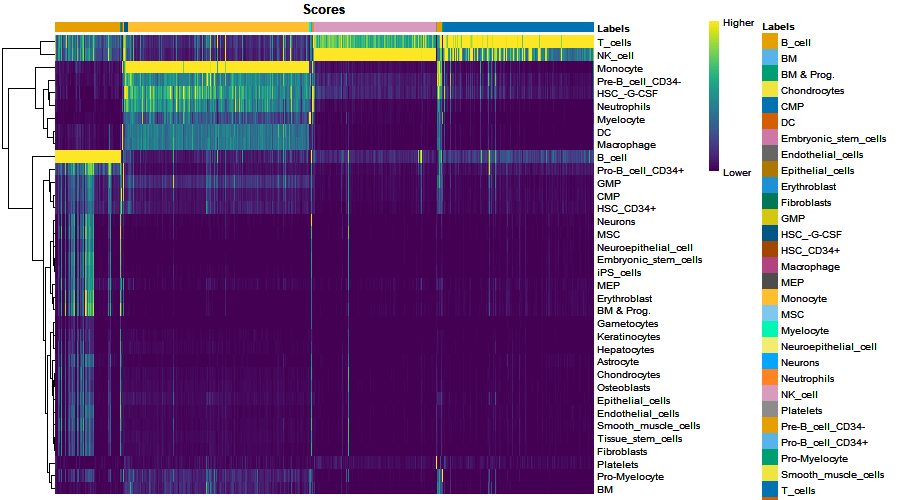 Scores
Labels
T_cells
NK_cell
Monocyte
Pre-B_cell_CD34-
HSC_-G-CSF
Neutrophils
Myelocyte
DC
Macrophage
B_cell
Pro-B_cell_CD34+
GMP
CMP
HSC_CD34+
Neurons
MSC
Neuroepithelial_cell
Embryonic_stem_cells
iPS_cells
MEP
Erythroblast
BM & Prog.
Gametocytes
Keratinocytes
Hepatocytes
Astrocyte
Chondrocytes
Osteoblasts
Epithelial_cells
Endothelial_cells
Smooth_muscle_cells
Tissue_stem_cells
Fibroblasts
Platelets
Pro-Myelocyte
BM
Higher
Lower
Labels
B_cell
BM
BM & Prog.
Chondrocytes
CMP
DC
Embryonic_stem_cells
Endothelial_cells
Epithelial_cells
Erythroblast
Fibroblasts
GMP
HSC_-G-CSF
HSC_CD34+
Macrophage
MEP
Monocyte
MSC
Myelocyte
Neuroepithelial_cell
Neurons
Neutrophils
NK_cell
Platelets
Pre-B_cell_CD34-
Pro-B_cell_CD34+
Pro-Myelocyte
Smooth_muscle_cells
T_cells